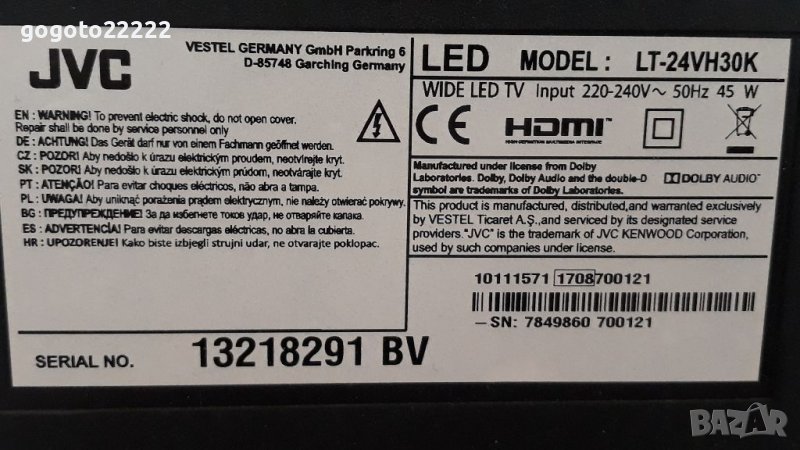 gogoto22222
JVC
VESTEL GERMANY GmbH Parkring 6
D-85748 Garching Germany
EN : WARNING! To prevent electric shock, do not open cover.
Repair shall be done by service personnel only
DE : ACHTUNG! Das Gerät darf nur von einem Fachmann geöffnet werden.
CZ : POZOR! Aby nedošlo k úrazu elektrickým proudem, neotvírejte kryt.
SK : POZOR! Aby nedošlo k úrazu elektrickým prúdom, neotvárajte kryt.
PT : ATENÇÃO! Para evitar choques eléctricos, não abra a tampa.
PL : UWAGA! Aby uniknąć porażenia prądem elektrycznym, nie należy otwierać pokrywy.
BG : ПРЕДУПРЕЖДЕНИЕ! За да избегнете токов удар, не отваряйте капака.
ES : ADVERTENCIA! Para evitar descargas eléctricas, no abra la cubierta.
HR : UPOZORENJE! Kako biste izbjegli strujni udar, ne otvarajte poklopac.
SERIAL NO. 13218291 BV
LED MODEL : LT-24VH30K
WIDE LED TV Input 220-240V~ 50Hz 45 W
CE HDMI
HIGH-DEFINITION MULTIMEDIA INTERFACE
Manufactured under license from Dolby
Laboratories. Dolby, Dolby Audio and the double-D
symbol are trademarks of Dolby Laboratories.
DOLBY AUDIO™
This product is manufactured, distributed,and warranted exclusively
by VESTEL Ticaret A.Ş.,and serviced by its designated service
providers."JVC" is the trademark of JVC KENWOOD Corporation,
used by such companies under license.
10111571 1708700121
–SN: 7849860 700121
BAZAR